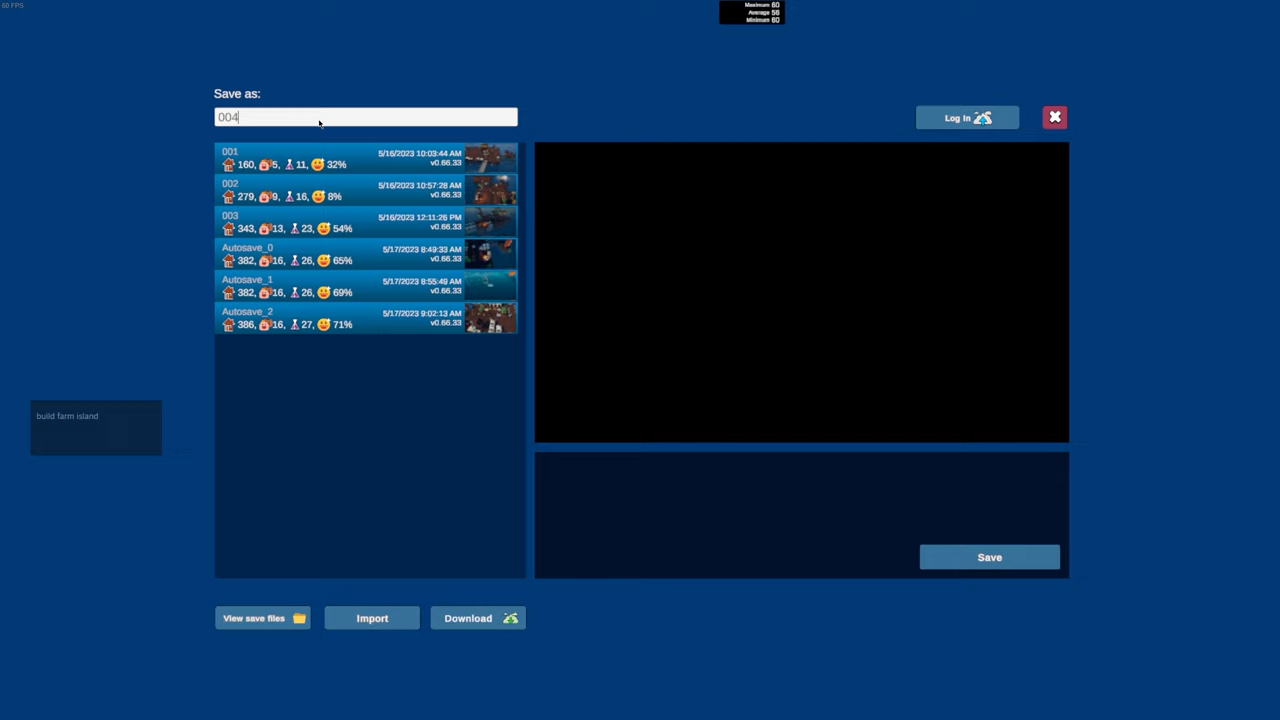 60 FPS
Maximum 60
Average 56
Minimum 60
Save as:
004
Log In
001
5/16/2023 10:03:44 AM
160, 5, 11, 32%
v0.66.33
002
5/16/2023 10:57:28 AM
279, 9, 16, 8%
v0.66.33
003
5/16/2023 12:11:26 PM
343, 13, 23, 54%
v0.66.33
Autosave_0
5/17/2023 8:49:33 AM
382, 16, 26, 65%
v0.66.33
Autosave_1
5/17/2023 8:55:49 AM
382, 16, 26, 69%
v0.66.33
Autosave_2
5/17/2023 9:02:13 AM
386, 16, 27, 71%
v0.66.33
build farm island
Save
View save files
Import
Download